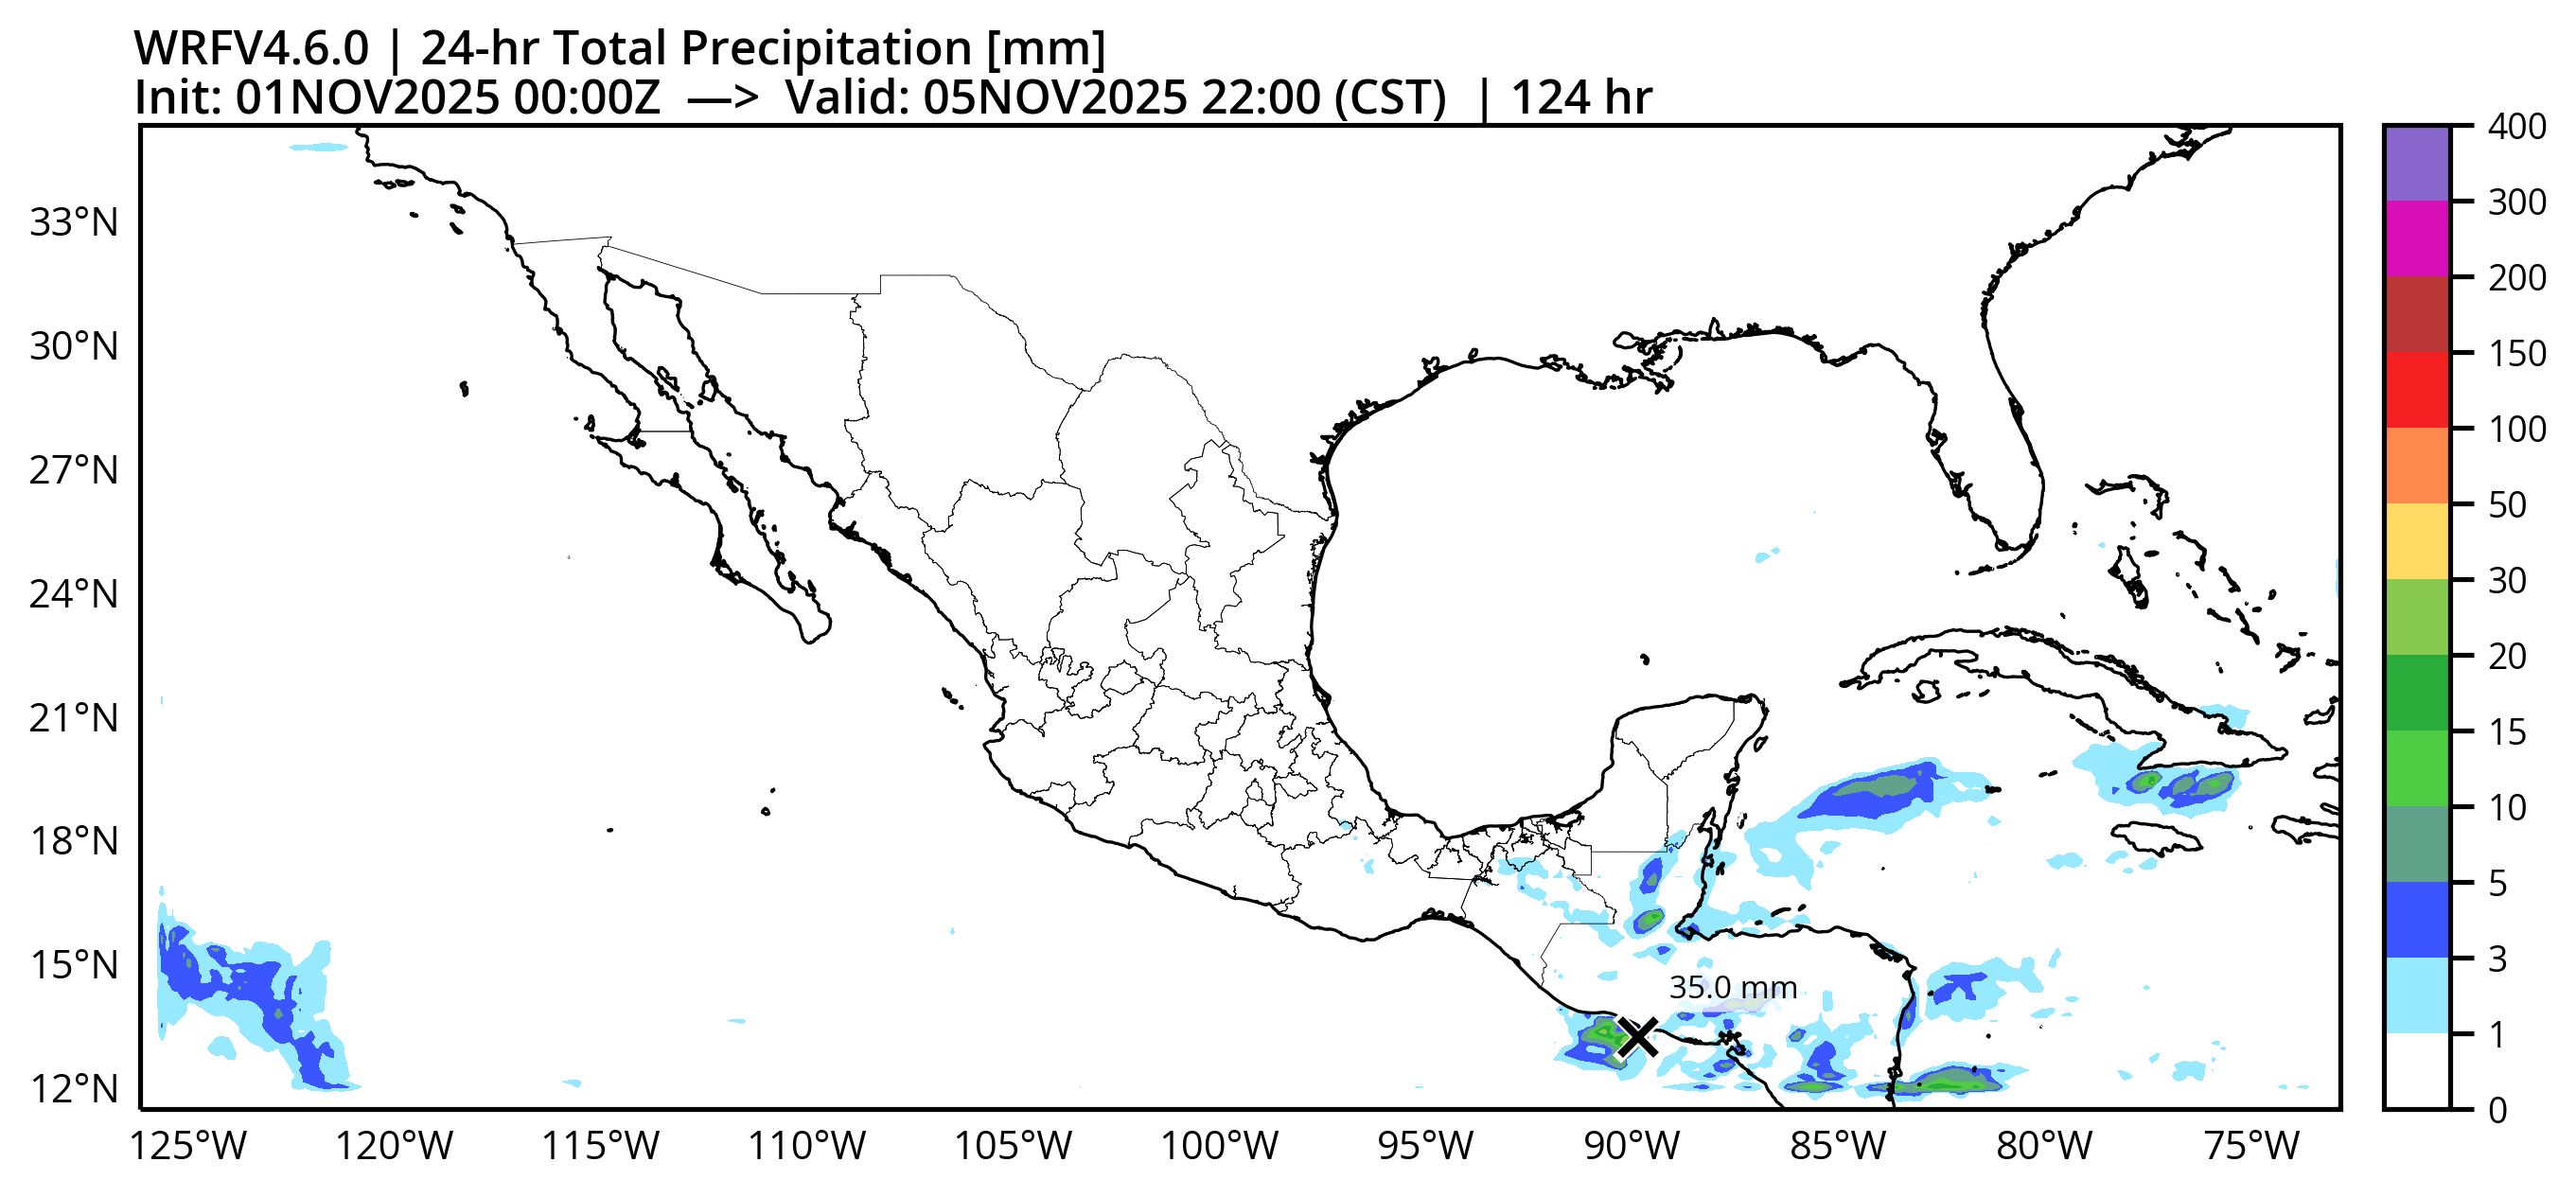 WRFV4.6.0 | 24-hr Total Precipitation [mm]
Init: 01NOV2025 00:00Z —> Valid: 05NOV2025 22:00 (CST) | 124 hr
400
300
200
150
100
50
30
20
15
10
5
3
1
0
33°N
30°N
27°N
24°N
21°N
18°N
15°N
12°N
35.0 mm
125°W 120°W 115°W 110°W 105°W 100°W 95°W 90°W 85°W 80°W 75°W